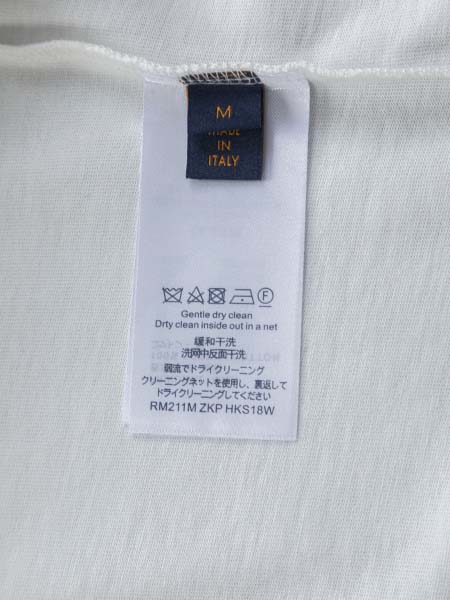 M
MADE
IN
ITALY
Gentle dry clean
Drty clean inside out in a net
缓和干洗
洗网中反面干洗
弱流でドライクリーニング
クリーニングネットを使用し、裏返して
ドライクリーニングしてください
RM211M ZKP HKS18W